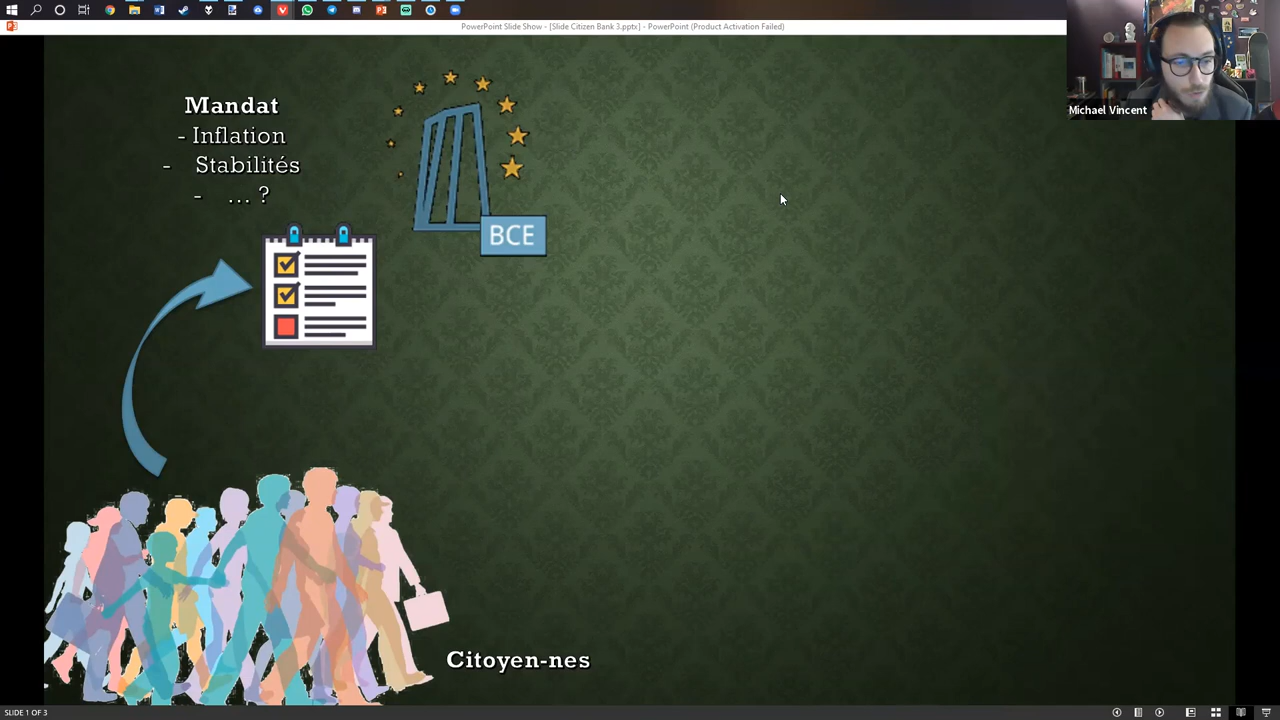 PowerPoint Slide Show - [Slide Citizen Bank 3.pptx] - PowerPoint (Product Activation Failed)
Michael Vincent
Mandat
- Inflation
- Stabilités
- ... ?
BCE
Citoyen-nes
SLIDE 1 OF 3